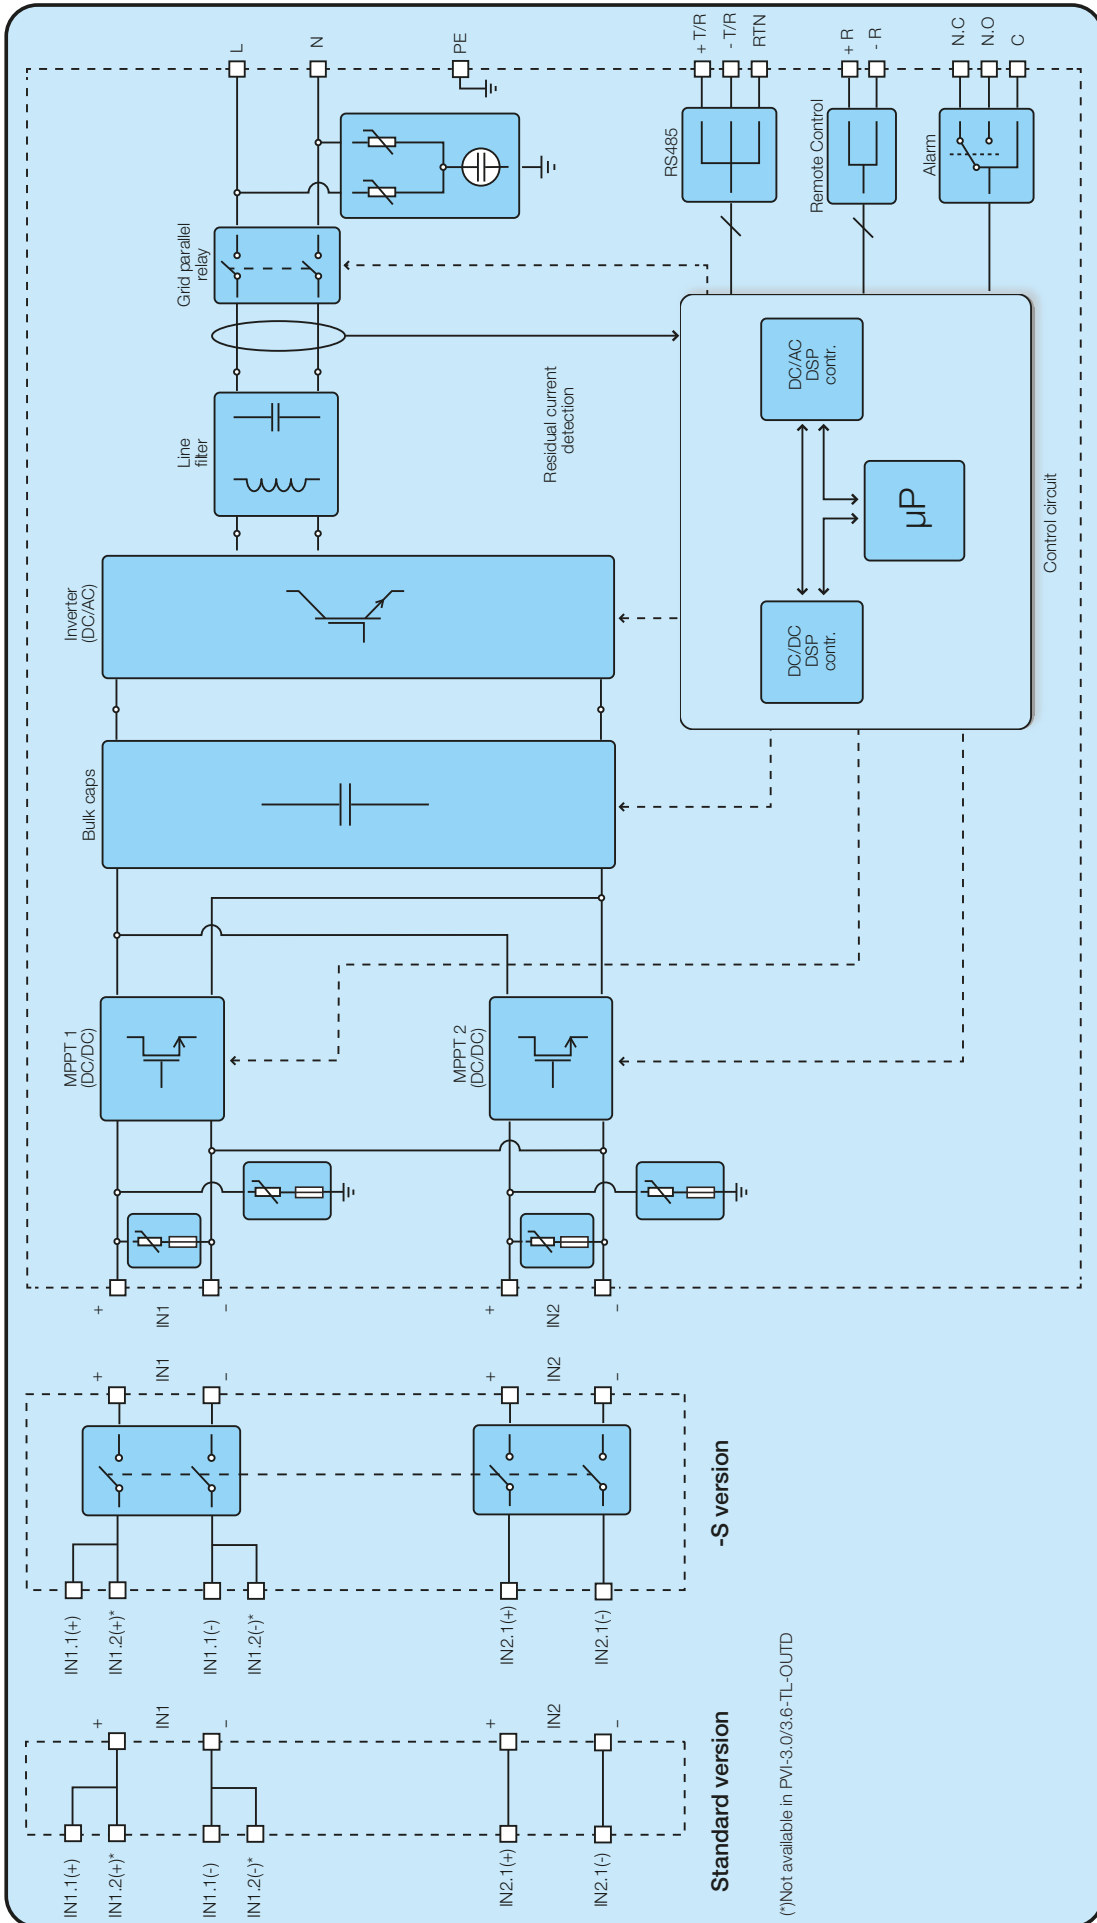 Standard version
IN1.1(+)
IN1.2(+)*
IN1.1(-)
IN1.2(-)*
IN2.1(+)
IN2.1(-)
+
IN1
–
+
IN2
–
(*)Not available in PVI-3.0/3.6-TL-OUTD
-S version
IN1.1(+)
IN1.2(+)*
IN1.1(-)
IN1.2(-)*
IN2.1(+)
IN2.1(-)
+
IN1
–
+
IN2
–
+
IN1
–
+
IN2
–
MPPT 1
(DC/DC)
MPPT 2
(DC/DC)
Bulk caps
Inverter
(DC/AC)
Line
filter
Grid parallel
relay
Residual current
detection
L
N
PE
DC/DC
DSP
contr.
µP
DC/AC
DSP
contr.
Control circuit
RS485
Remote Control
Alarm
+ T/R
- T/R
RTN
+ R
- R
N.C
N.O
C